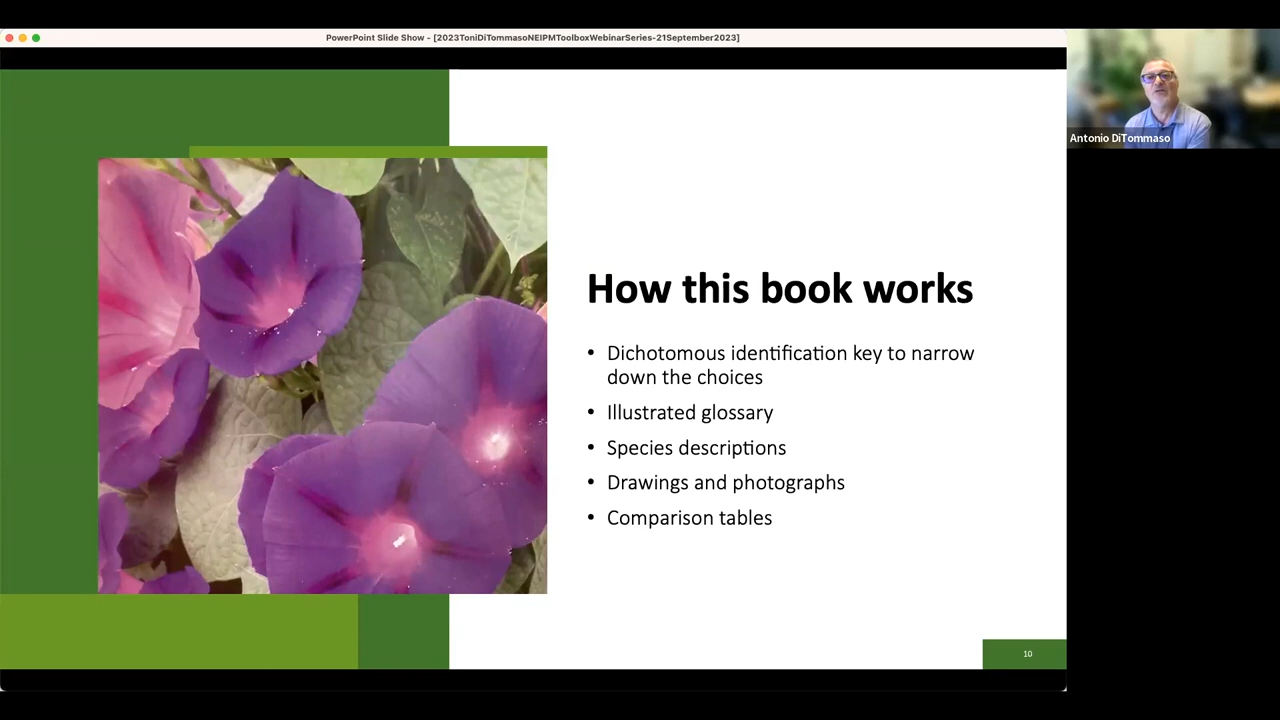 PowerPoint Slide Show - [2023ToniDiTommasoNEIPMToolboxWebinarSeries-21September2023]
Antonio DiTommaso
How this book works
• Dichotomous identification key to narrow
down the choices
• Illustrated glossary
• Species descriptions
• Drawings and photographs
• Comparison tables
10